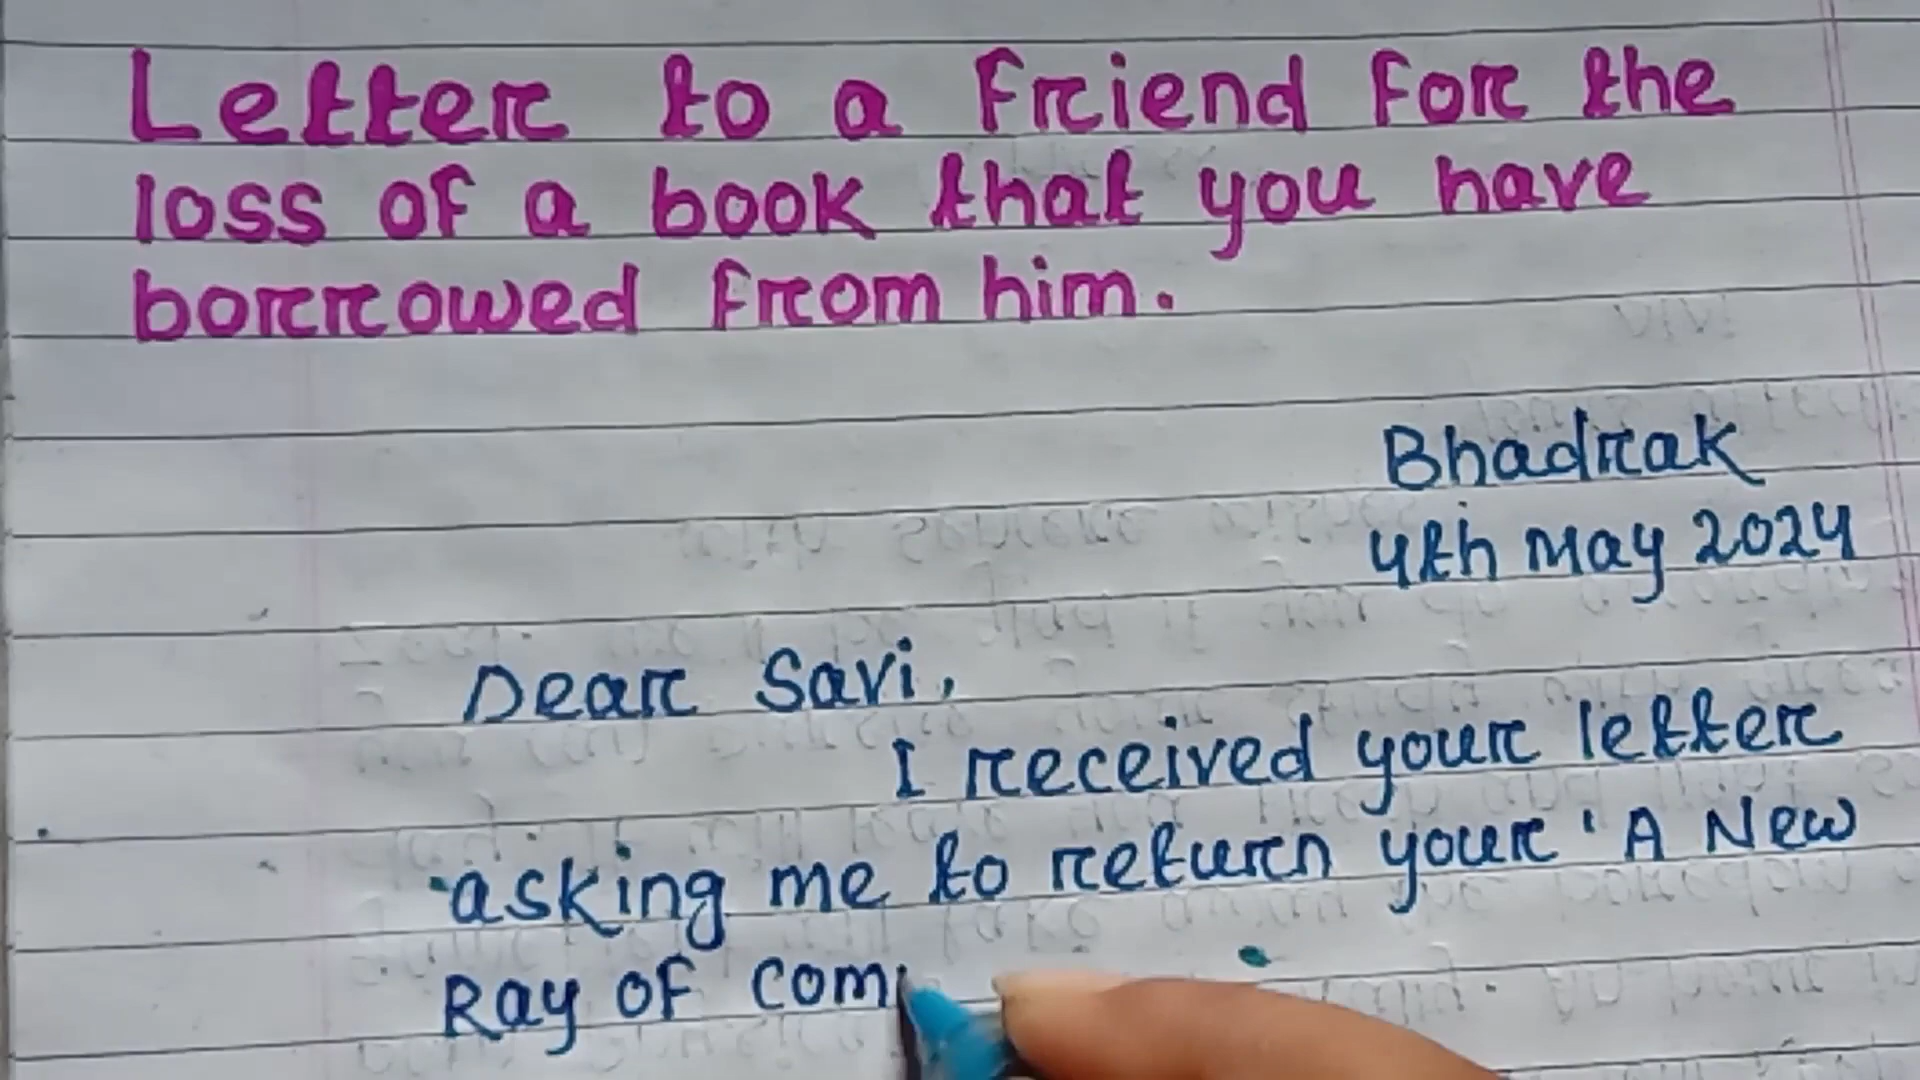 Letter to a Friend For the
loss of a book that you have
borrowed From him.
Bhadrak
4th May 2024
Dear Savi,
I received your letter
asking me to return your 'A New
Ray of Com